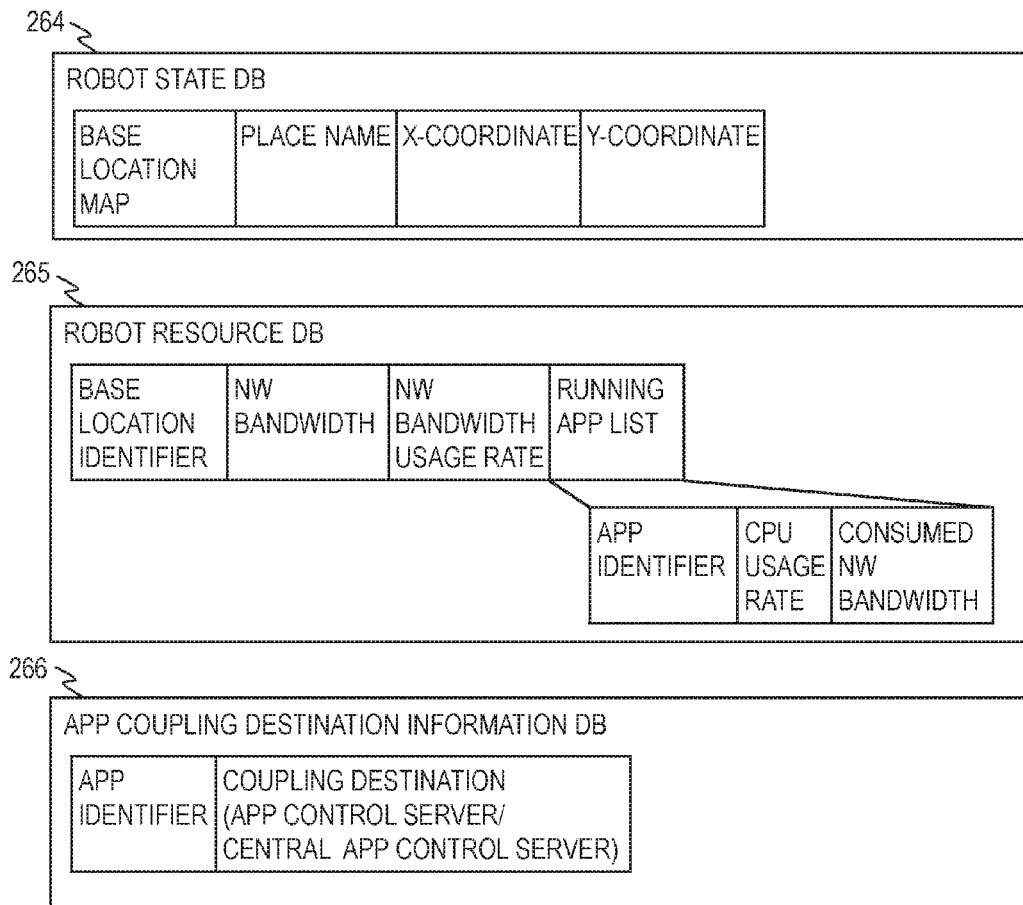 264
ROBOT STATE DB
BASE LOCATION MAP
PLACE NAME
X-COORDINATE
Y-COORDINATE
265
ROBOT RESOURCE DB
BASE LOCATION IDENTIFIER
NW BANDWIDTH
NW BANDWIDTH USAGE RATE
RUNNING APP LIST
APP IDENTIFIER
CPU USAGE RATE
CONSUMED NW BANDWIDTH
266
APP COUPLING DESTINATION INFORMATION DB
APP IDENTIFIER
COUPLING DESTINATION
(APP CONTROL SERVER/
CENTRAL APP CONTROL SERVER)